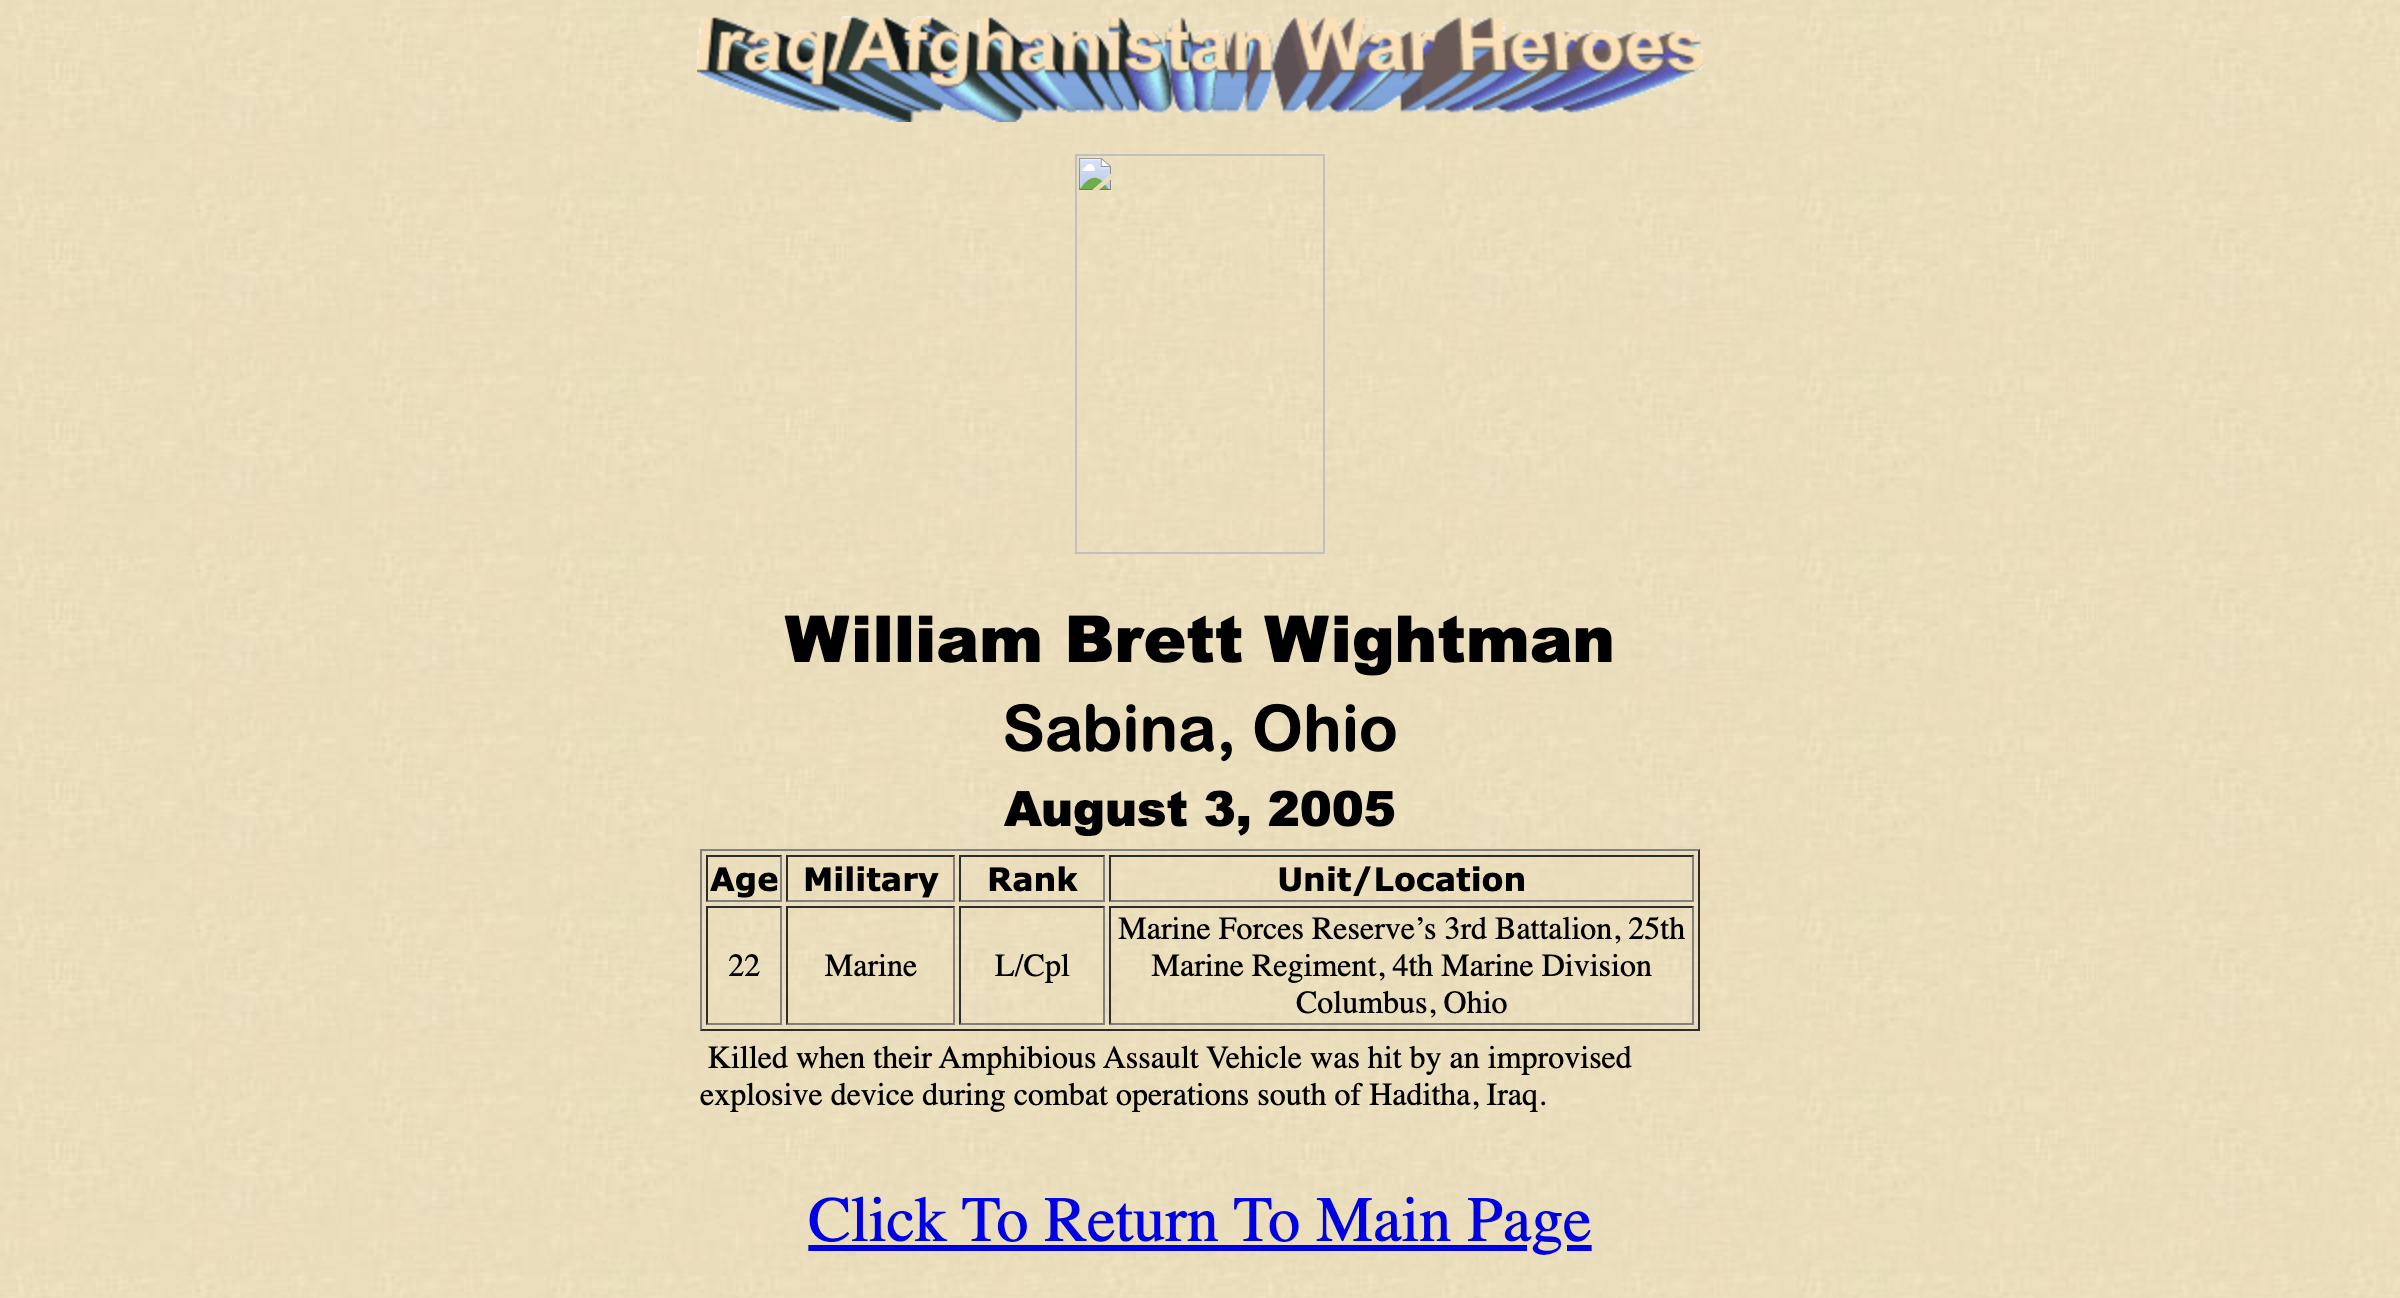 Iraq/Afghanistan War Heroes
William Brett Wightman
Sabina, Ohio
August 3, 2005
Age Military Rank Unit/Location
22 Marine L/Cpl Marine Forces Reserve’s 3rd Battalion, 25th
Marine Regiment, 4th Marine Division
Columbus, Ohio
Killed when their Amphibious Assault Vehicle was hit by an improvised
explosive device during combat operations south of Haditha, Iraq.
Click To Return To Main Page